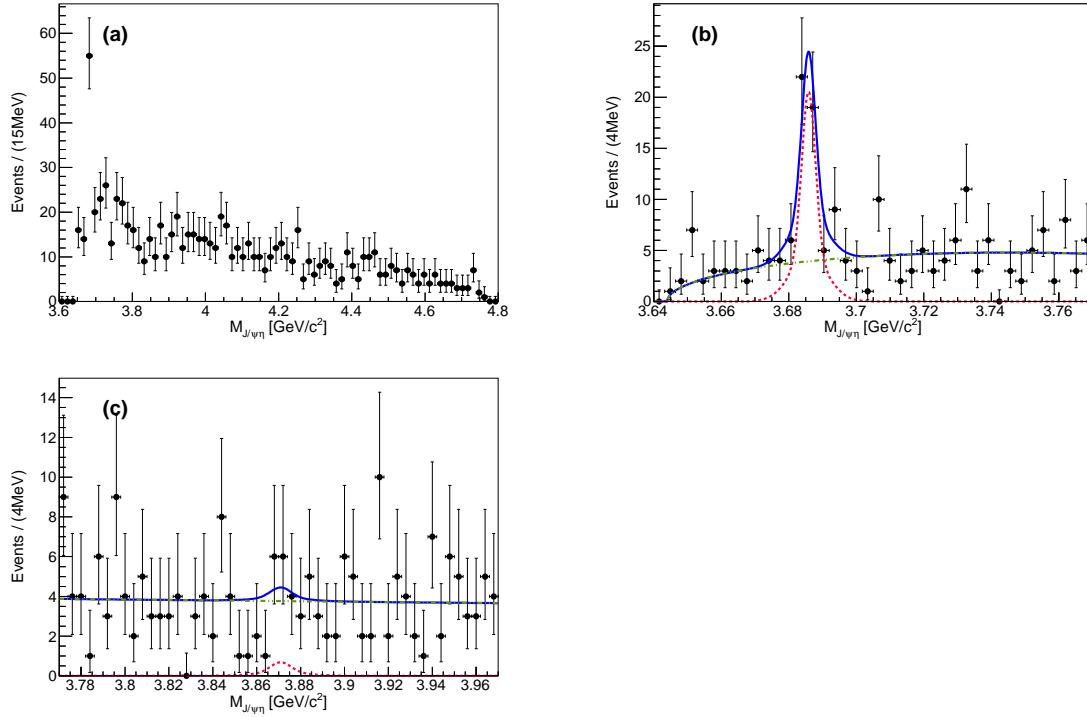 (a)
Events / (15MeV)
60
50
40
30
20
10
0
3.6 3.8 4 4.2 4.4 4.6 4.8
M_{J/ψη} [GeV/c²]
(b)
Events / (4MeV)
25
20
15
10
5
0
3.64 3.66 3.68 3.7 3.72 3.74 3.76
M_{J/ψη} [GeV/c²]
(c)
Events / (4MeV)
14
12
10
8
6
4
2
0
3.78 3.8 3.82 3.84 3.86 3.88 3.9 3.92 3.94 3.96
M_{J/ψη} [GeV/c²]